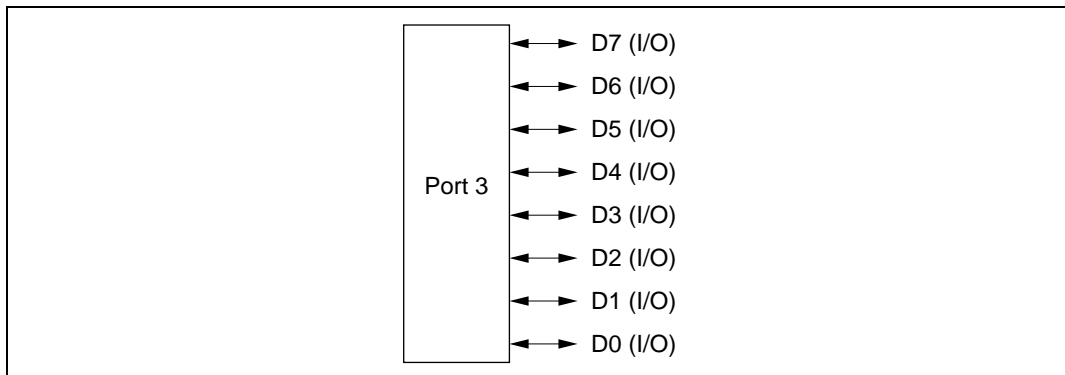 D7 (I/O)
D6 (I/O)
D5 (I/O)
D4 (I/O)
Port 3
D3 (I/O)
D2 (I/O)
D1 (I/O)
D0 (I/O)